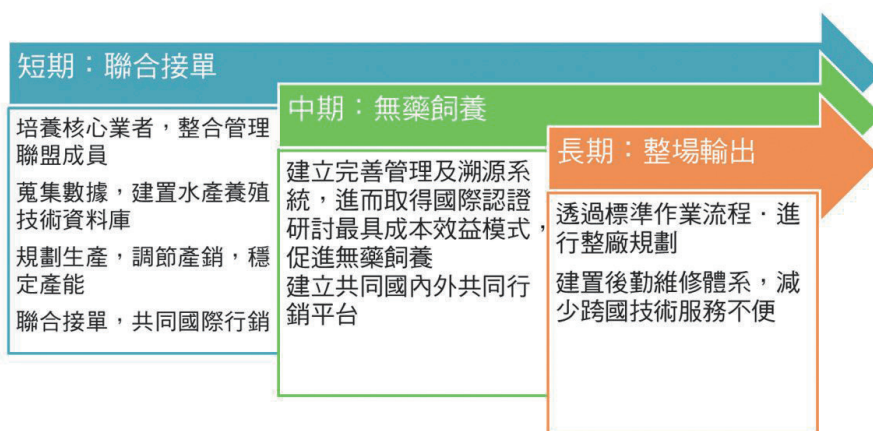 短期：聯合接單
培養核心業者，整合管理
聯盟成員
蒐集數據，建置水產養殖
技術資料庫
規劃生產，調節產銷，穩
定產能
聯合接單，共同國際行銷
中期：無藥飼養
建立完善管理及溯源系
統，進而取得國際認證
研討最具成本效益模式，
促進無藥飼養
建立共同國內外共同行
銷平台
長期：整場輸出
透過標準作業流程．進
行整廠規劃
建置後勤維修體系，減
少跨國技術服務不便